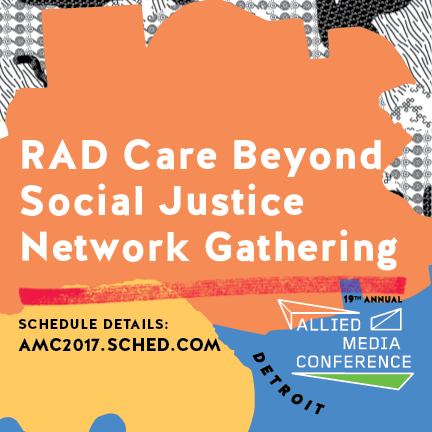 RAD Care Beyond
Social Justice
Network Gathering
19TH ANNUAL
SCHEDULE DETAILS:
AMC2017.SCHED.COM
ALLIED
MEDIA
CONFERENCE
DETROIT